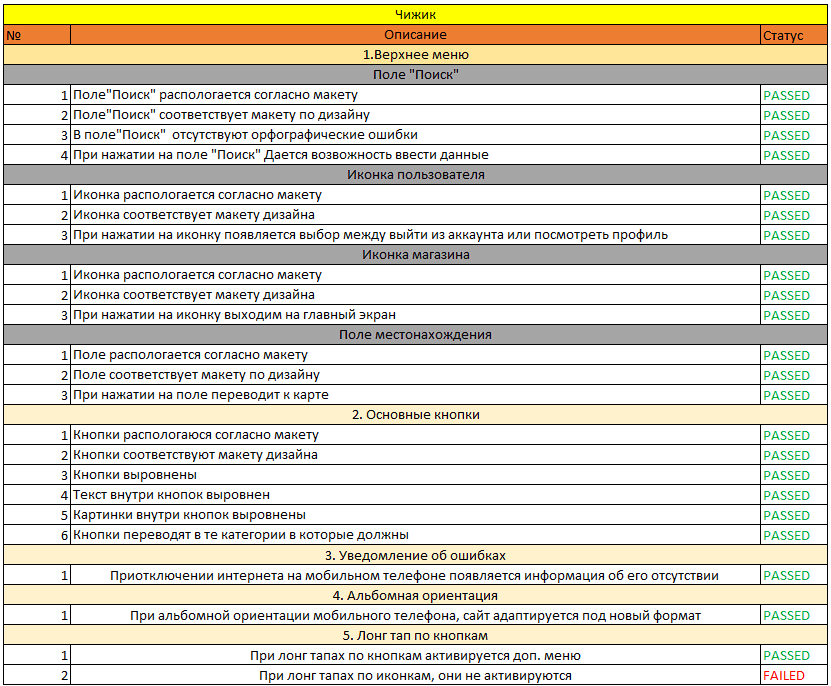 Чижик
№ Описание Статус
1.Верхнее меню
Поле "Поиск"
1 Поле"Поиск" распологается согласно макету PASSED
2 Поле"Поиск" соответствует макету по дизайну PASSED
3 В поле"Поиск" отсутствуют орфографические ошибки PASSED
4 При нажатии на поле "Поиск" Дается возвожность ввести данные PASSED
Иконка пользователя
1 Иконка распологается согласно макету PASSED
2 Иконка соответствует макету дизайна PASSED
3 При нажатии на иконку появляется выбор между выйти из аккаунта или посмотреть профиль PASSED
Иконка магазина
1 Иконка распологается согласно макету PASSED
2 Иконка соответствует макету дизайна PASSED
3 При нажатии на иконку выходим на главный экран PASSED
Поле местонахождения
1 Поле распологается согласно макету PASSED
2 Поле соответствует макету по дизайну PASSED
3 При нажатии на поле переводит к карте PASSED
2. Основные кнопки
1 Кнопки распологаюся согласно макету PASSED
2 Кнопки соответствуют макету дизайна PASSED
3 Кнопки выровнены PASSED
4 Текст внутри кнопок выровнен PASSED
5 Картинки внутри кнопок выровнены PASSED
6 Кнопки переводят в те категории в которые должны PASSED
3. Уведомление об ошибках
1 Приотключении интернета на мобильном телефоне появляется информация об его отсутствии PASSED
4. Альбомная ориентация
1 При альбомной ориентации мобильного телефона, сайт адаптируется под новый формат PASSED
5. Лонг тап по кнопкам
1 При лонг тапах по кнопкам активируется доп. меню PASSED
2 При лонг тапах по иконкам, они не активируются FAILED